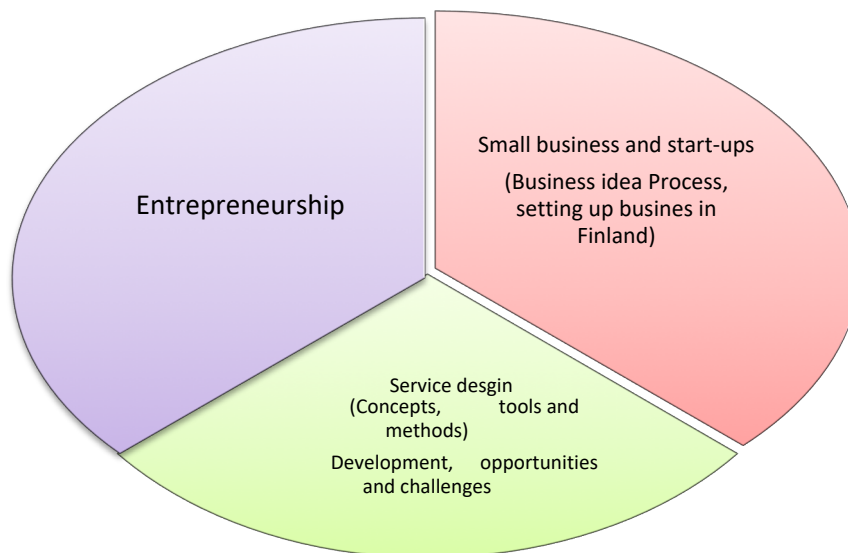 Entrepreneurship
Small business and start-ups
(Business idea Process,
setting up busines in
Finland)
Service desgin
(Concepts, tools and
methods)
Development, opportunities
and challenges